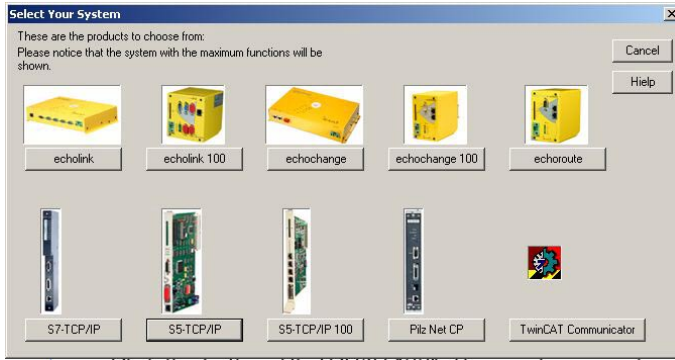 Select Your System
These are the products to choose from:
Please notice that the system with the maximum functions will be
shown.
Cancel
Hielp
echolink
echolink 100
echochange
echochange 100
echoroute
S7-TCP/IP
S5-TCP/IP
S5-TCP/IP 100
Pilz Net CP
TwinCAT Communicator